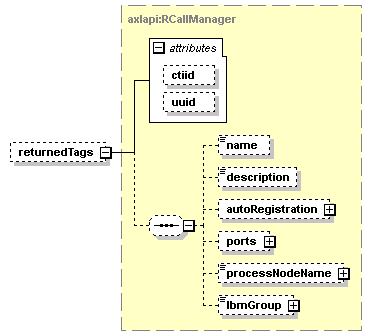 axlapi:RCallManager
attributes
ctiid
uuid
returnedTags
name
description
autoRegistration
ports
processNodeName
lbmGroup